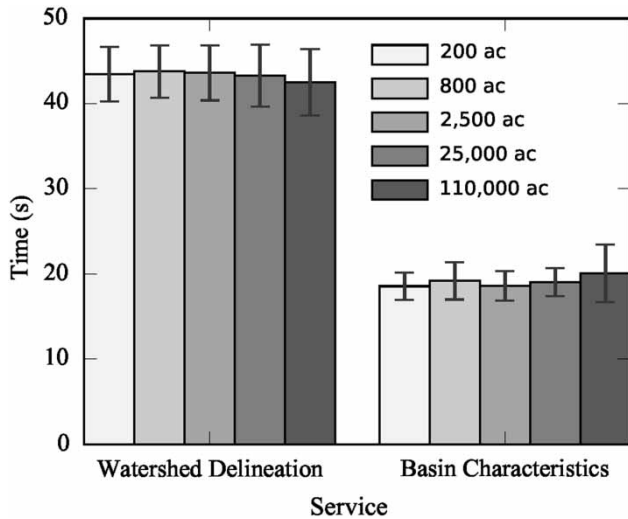 50
40
30
20
10
0
Time (s)
200 ac
800 ac
2,500 ac
25,000 ac
110,000 ac
Watershed Delineation
Basin Characteristics
Service